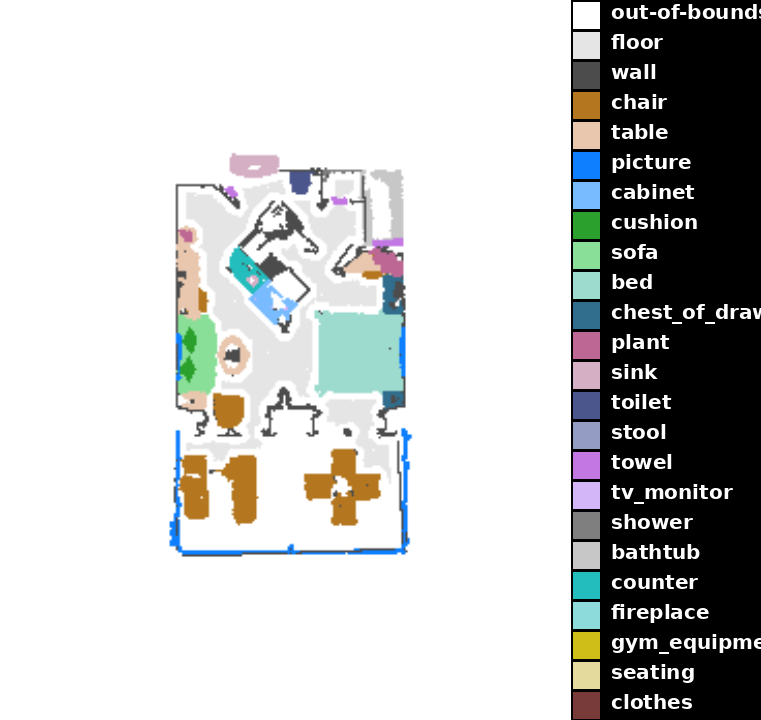 out-of-bounds
floor
wall
chair
table
picture
cabinet
cushion
sofa
bed
chest_of_draw
plant
sink
toilet
stool
towel
tv_monitor
shower
bathtub
counter
fireplace
gym_equipme
seating
clothes